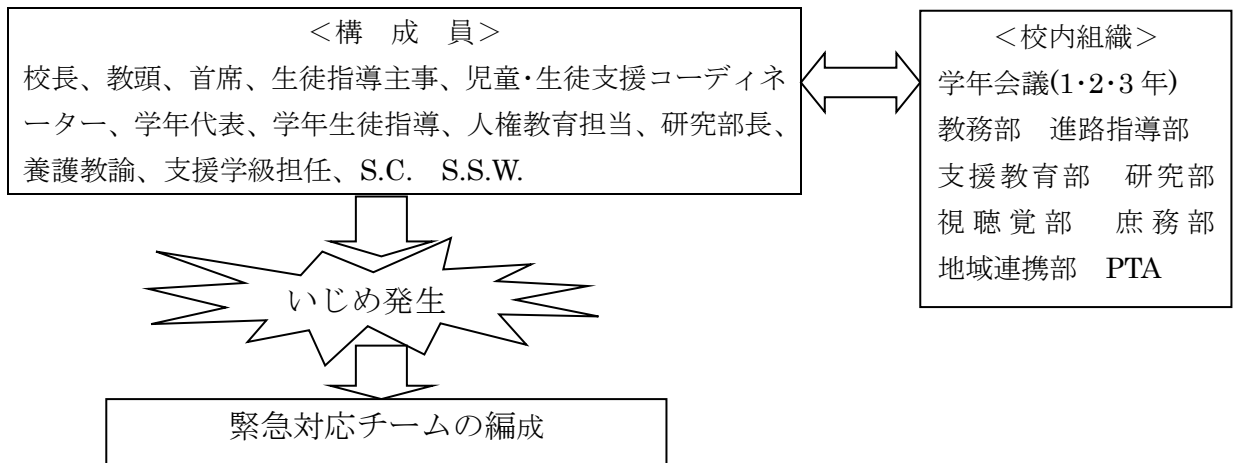 ＜構　成　員＞
校長、教頭、首席、生徒指導主事、児童・生徒支援コーディネ
ーター、学年代表、学年生徒指導、人権教育担当、研究部長、
養護教諭、支援学級担任、S.C.　S.S.W.
＜校内組織＞
学年会議(1・2・3 年)
教務部　進路指導部
支援教育部　研究部
視聴覚部　庶務部
地域連携部　PTA
いじめ発生
緊急対応チームの編成